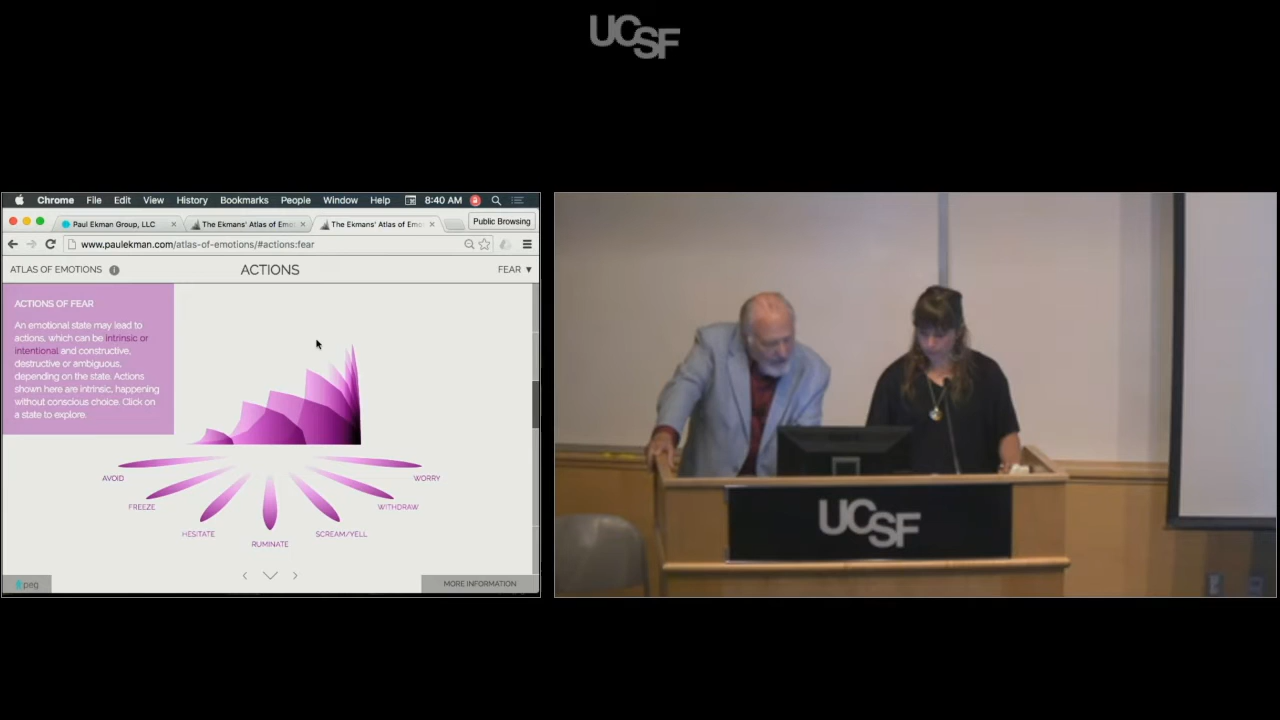 UCSF
Chrome File Edit View History Bookmarks People Window Help 8:40 AM
Paul Ekman Group, LLC
The Ekmans' Atlas of Emo
The Ekmans' Atlas of Emo
Public Browsing
www.paulekman.com/atlas-of-emotions/#actions:fear
ATLAS OF EMOTIONS i
ACTIONS
FEAR
ACTIONS OF FEAR
An emotional state may lead to
actions, which can be intrinsic or
intentional and constructive,
destructive or ambiguous,
depending on the state. Actions
shown here are intrinsic, happening
without conscious choice. Click on
a state to explore.
AVOID
WORRY
FREEZE
WITHDRAW
HESITATE
SCREAM/YELL
RUMINATE
peg
MORE INFORMATION
UCSF